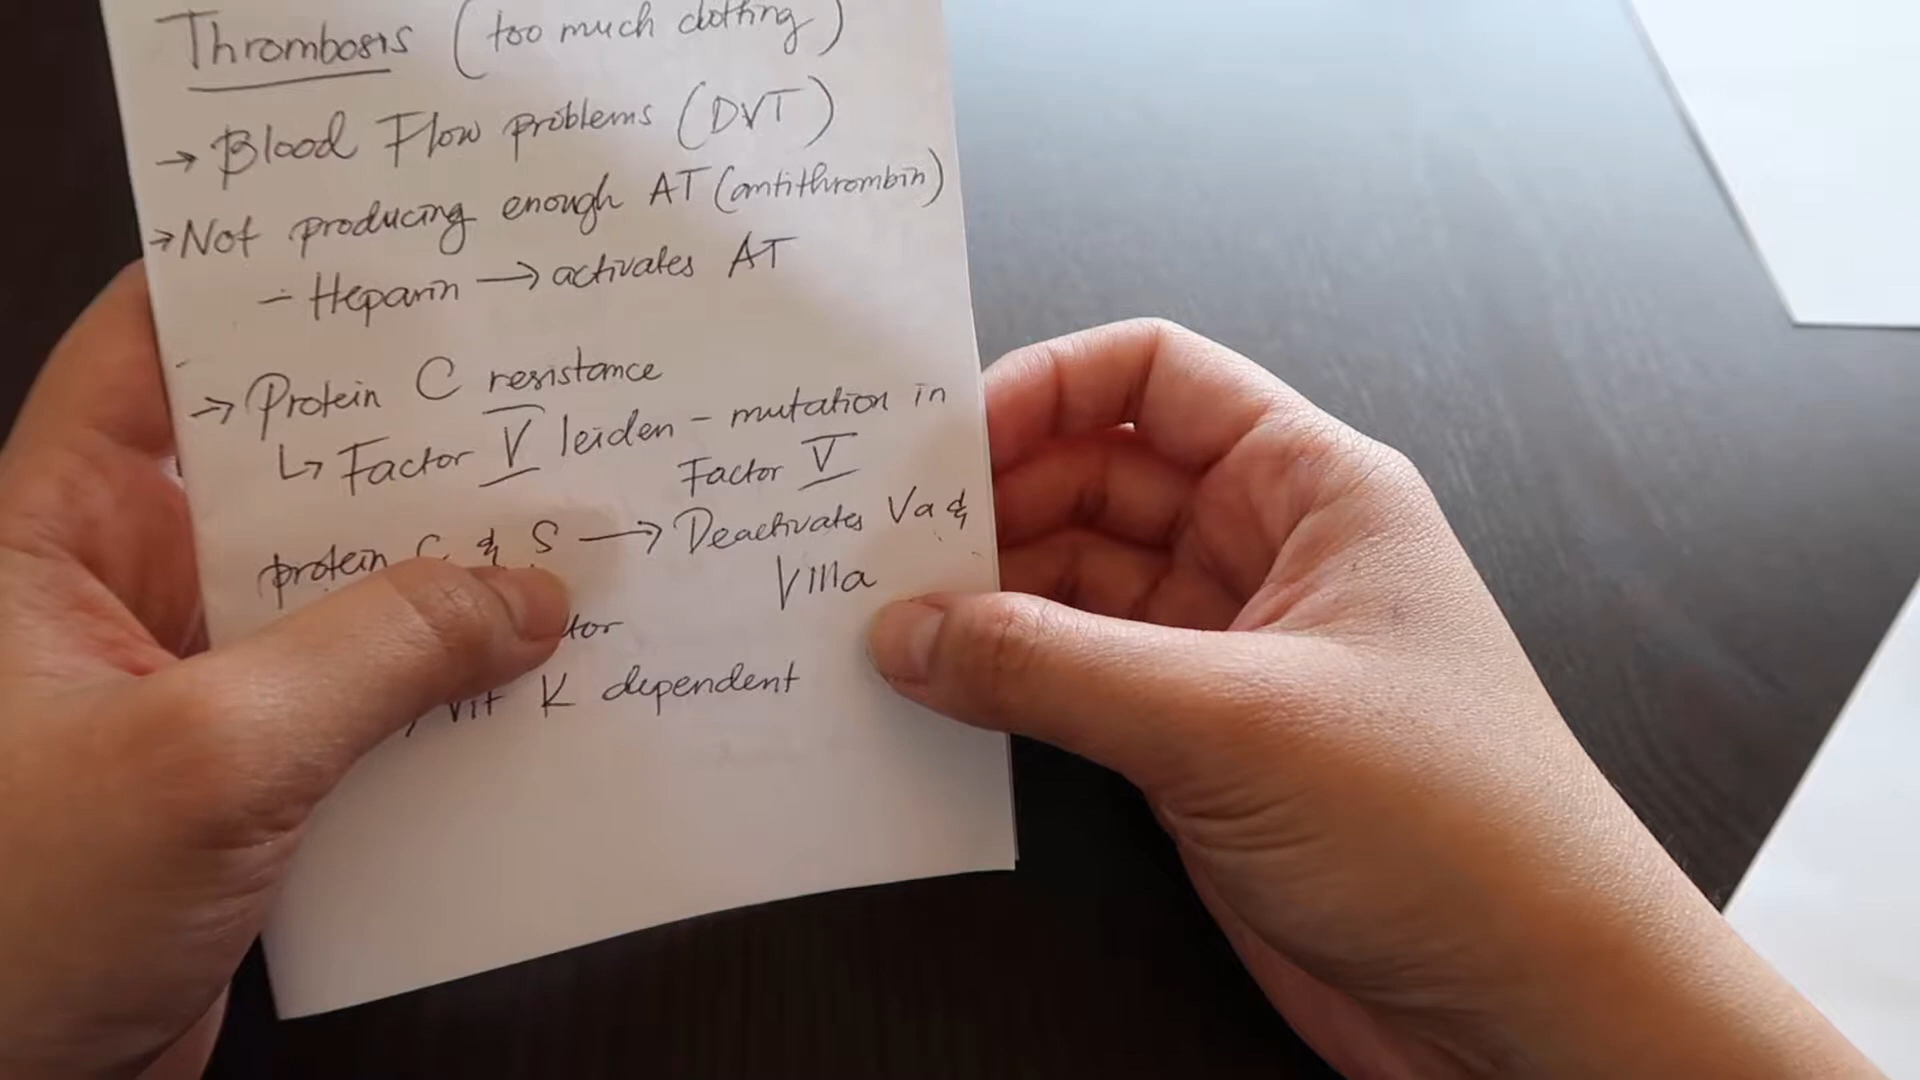 Thrombosis (too much clotting)
→ Blood Flow problems (DVT)
→ Not producing enough AT (antithrombin)
- Heparin → activates AT
→ Protein C resistance
↳ Factor V leiden - mutation in
Factor V
protein C & S → Deactivates Va &
VIIIa
vit K dependent